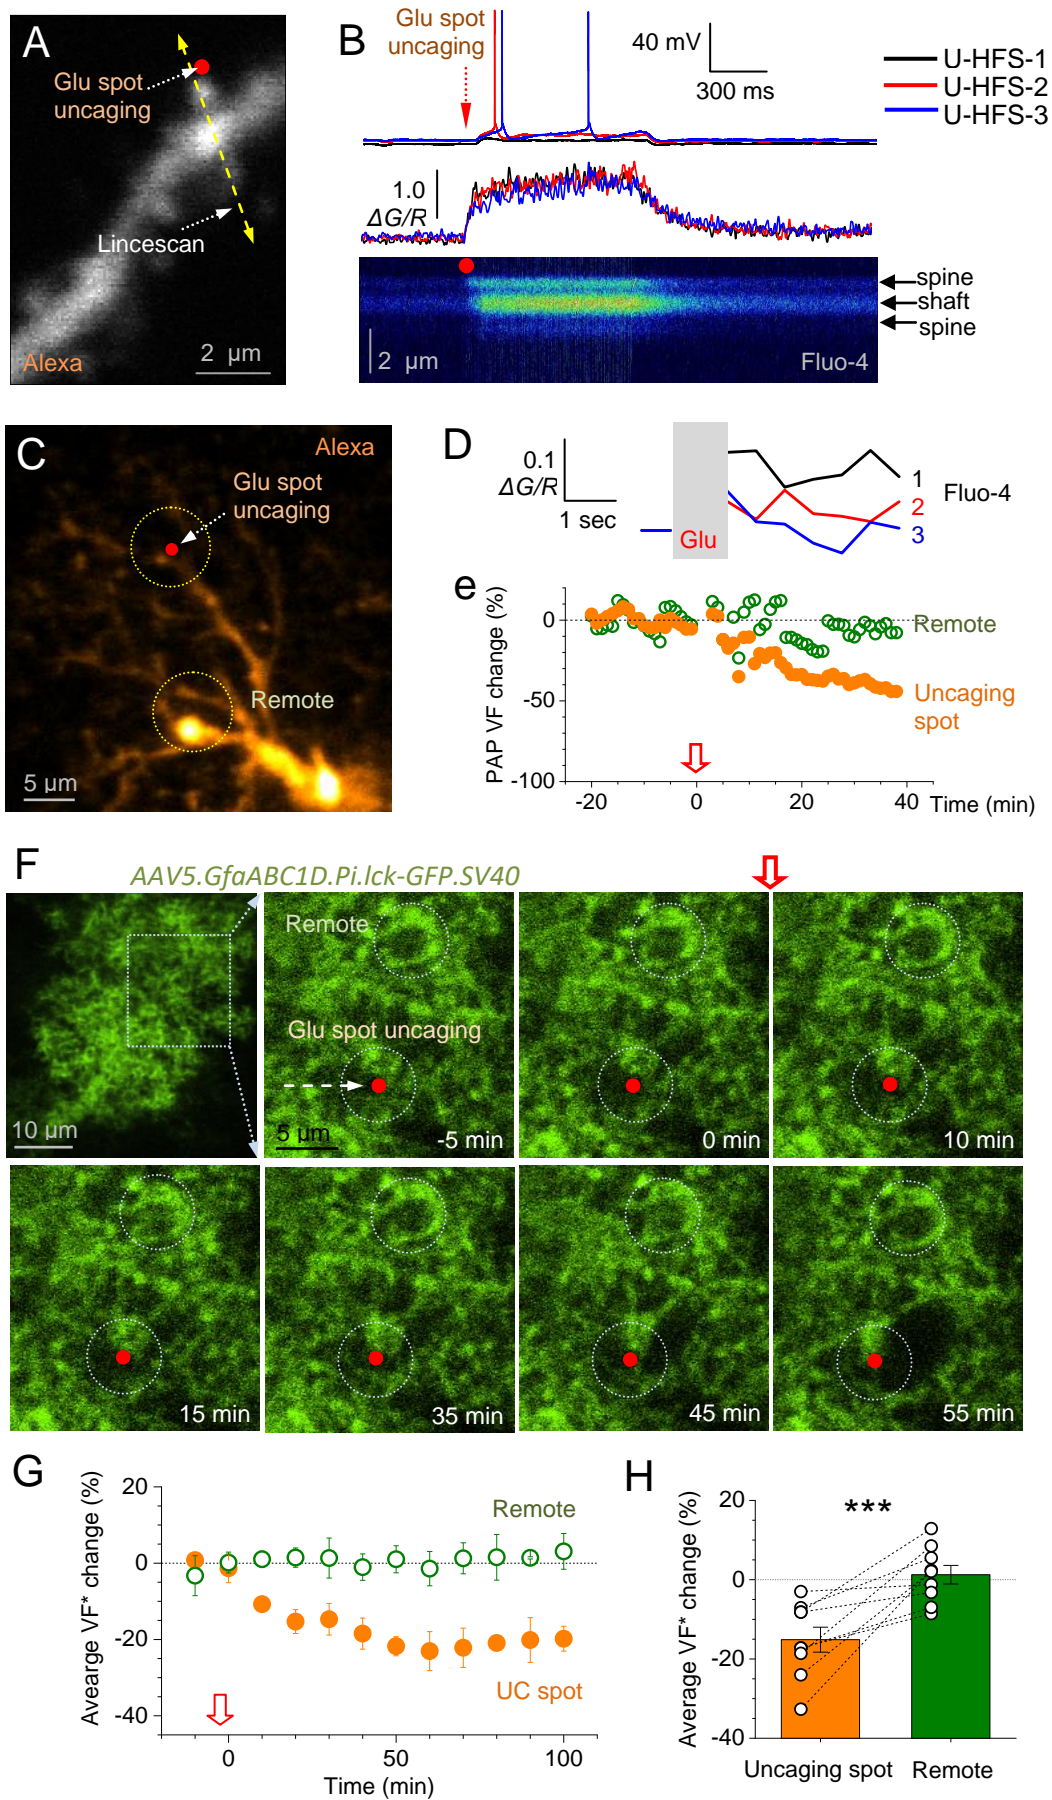 A
Glu spot
uncaging
Lincescan
Alexa
2 μm
B
Glu spot
uncaging
40 mV
300 ms
U-HFS-1
U-HFS-2
U-HFS-3
1.0
ΔG/R
spine
shaft
spine
2 μm
Fluo-4
C
Alexa
Glu spot
uncaging
Remote
5 μm
D
0.1
ΔG/R
1 sec
Glu
1
2
3
Fluo-4
e
PAP VF change (%)
0
-50
-100
Remote
Uncaging
spot
-20
0
20
40
Time (min)
F
AAV5.GfaABC1D.Pi.lck-GFP.SV40
10 μm
Remote
Glu spot uncaging
5 μm
-5 min
0 min
10 min
15 min
35 min
45 min
55 min
G
Avearge VF* change (%)
20
0
-20
-40
Remote
UC spot
0
50
100
Time (min)
H
Average VF* change (%)
20
0
-20
-40
***
Uncaging spot
Remote